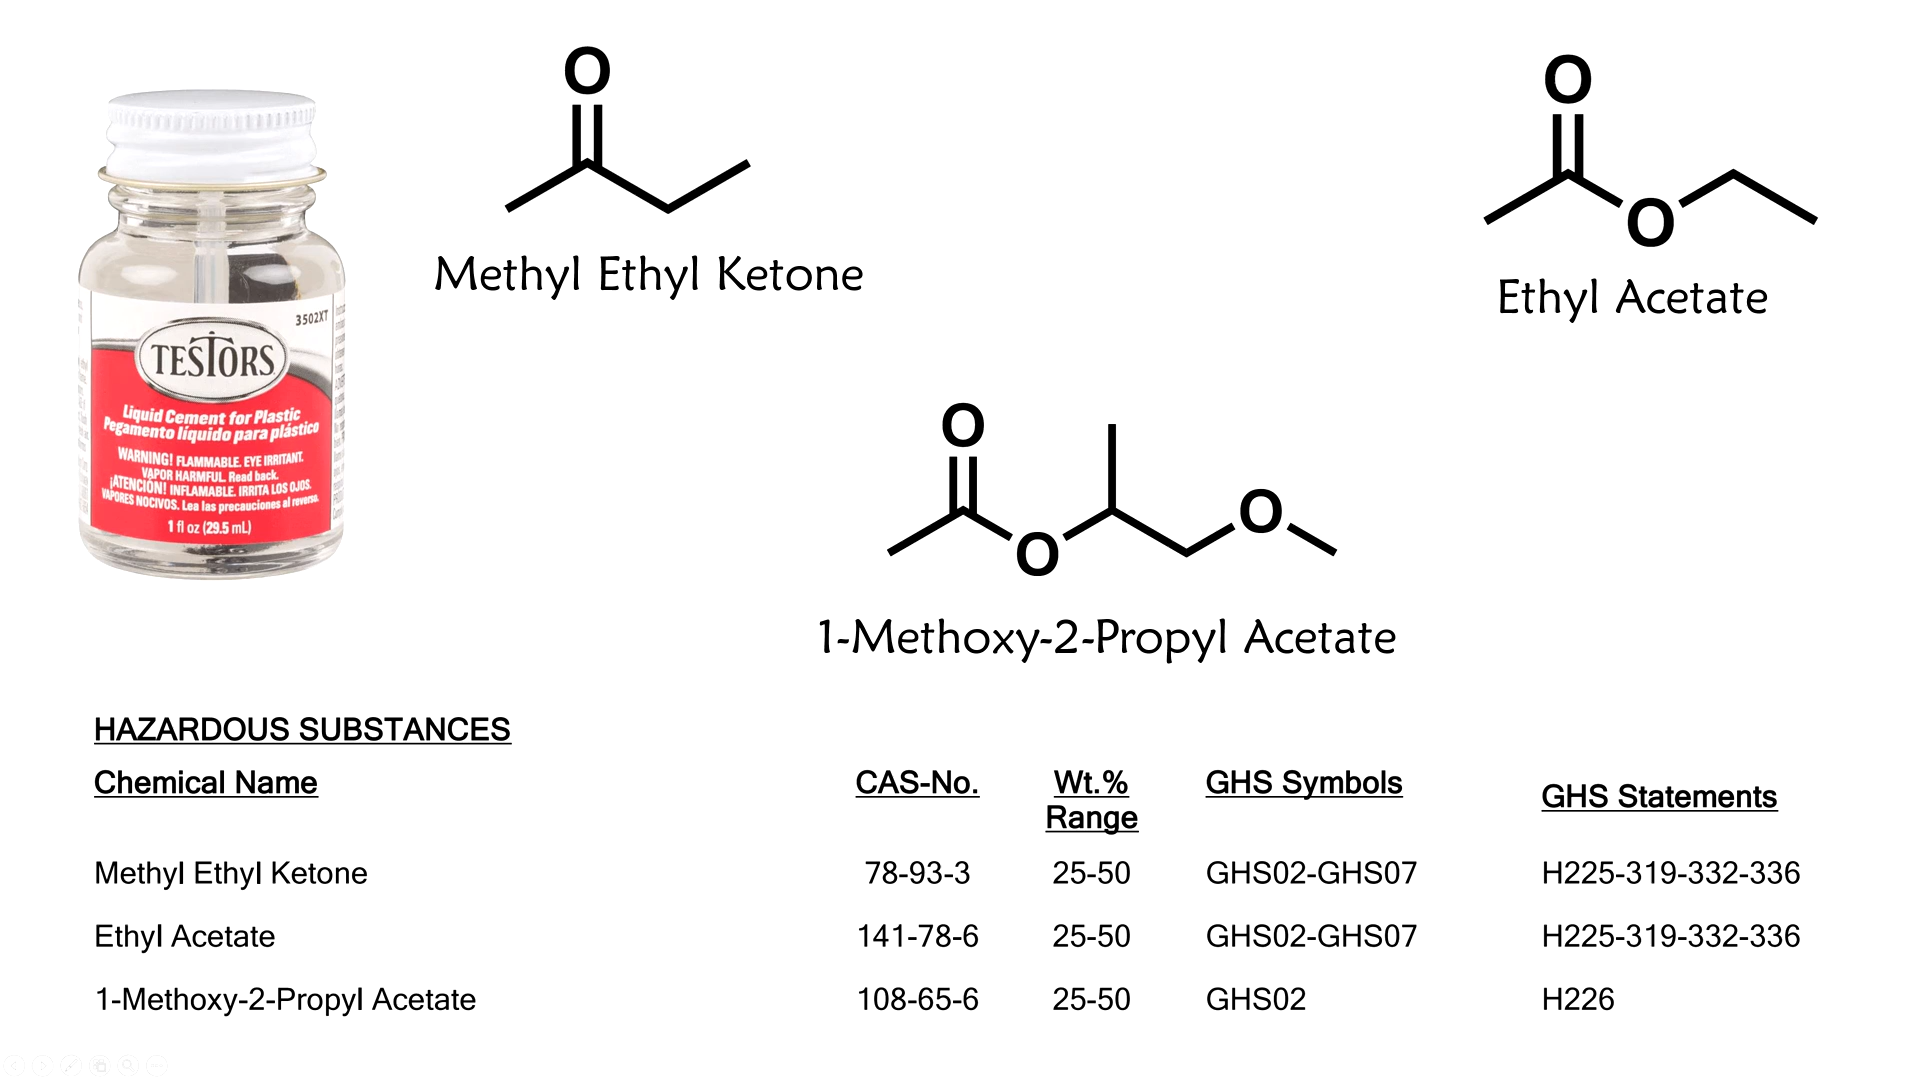 O
O
Methyl Ethyl Ketone
O
O
Ethyl Acetate
3502XT
TESTORS
Liquid Cement for Plastic
Pegamento líquido para plástico
WARNING! FLAMMABLE. EYE IRRITANT.
VAPOR HARMFUL. Read back.
¡ATENCIÓN! INFLAMABLE. IRRITA LOS OJOS.
VAPORES NOCIVOS. Lea las precauciones al reverso.
1 fl oz (29.5 mL)
O
O
1-Methoxy-2-Propyl Acetate
HAZARDOUS SUBSTANCES
Chemical Name CAS-No. Wt.% Range GHS Symbols GHS Statements
Methyl Ethyl Ketone 78-93-3 25-50 GHS02-GHS07 H225-319-332-336
Ethyl Acetate 141-78-6 25-50 GHS02-GHS07 H225-319-332-336
1-Methoxy-2-Propyl Acetate 108-65-6 25-50 GHS02 H226